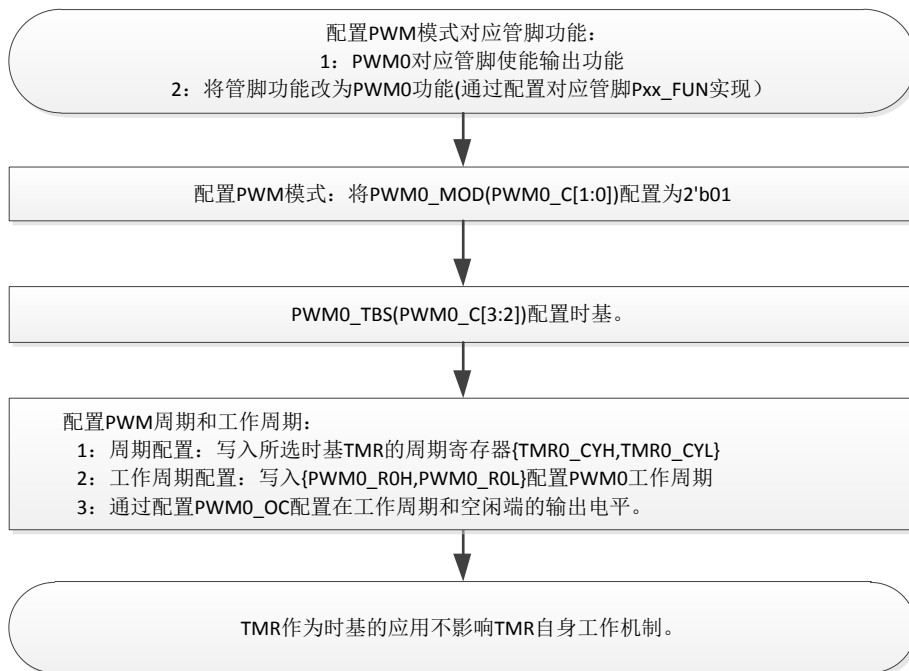 配置PWM模式对应管脚功能：
1：PWM0对应管脚使能输出功能
2：将管脚功能改为PWM0功能(通过配置对应管脚Pxx_FUN实现）
配置PWM模式：将PWM0_MOD(PWM0_C[1:0])配置为2'b01
PWM0_TBS(PWM0_C[3:2])配置时基。
配置PWM周期和工作周期：
1：周期配置：写入所选时基TMR的周期寄存器{TMR0_CYH,TMR0_CYL}
2：工作周期配置：写入{PWM0_R0H,PWM0_R0L}配置PWM0工作周期
3：通过配置PWM0_OC配置在工作周期和空闲端的输出电平。
TMR作为时基的应用不影响TMR自身工作机制。